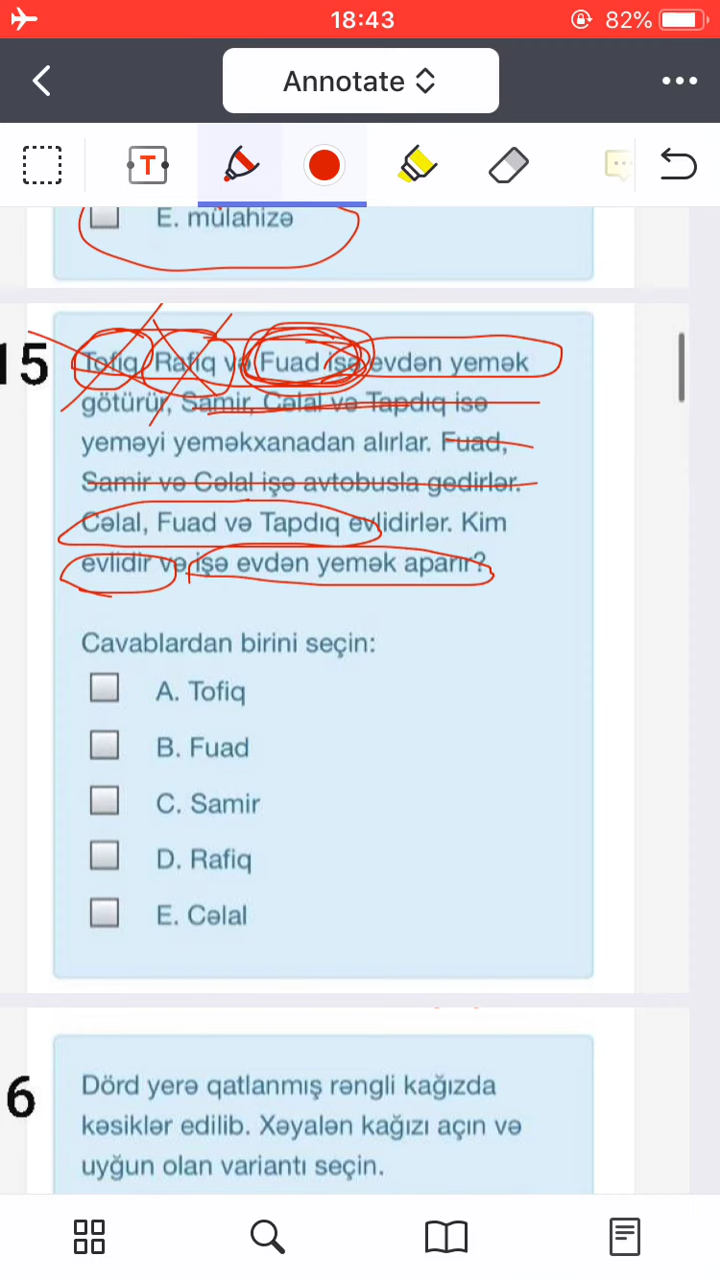 18:43
82%
Annotate
T
E. mülahizə
15
Tofiq, Rafiq və Fuad işə evdən yemək
götürür, Samir, Cəlal və Tapdıq isə
yeməyi yeməkxanadan alırlar. Fuad,
Samir və Cəlal işə avtobusla gedirlər.
Cəlal, Fuad və Tapdıq evlidirlər. Kim
evlidir və işə evdən yemək aparır?
Cavablardan birini seçin:
A. Tofiq
B. Fuad
C. Samir
D. Rafiq
E. Cəlal
6
Dörd yerə qatlanmış rəngli kağızda
kəsiklər edilib. Xəyalən kağızı açın və
uyğun olan variantı seçin.